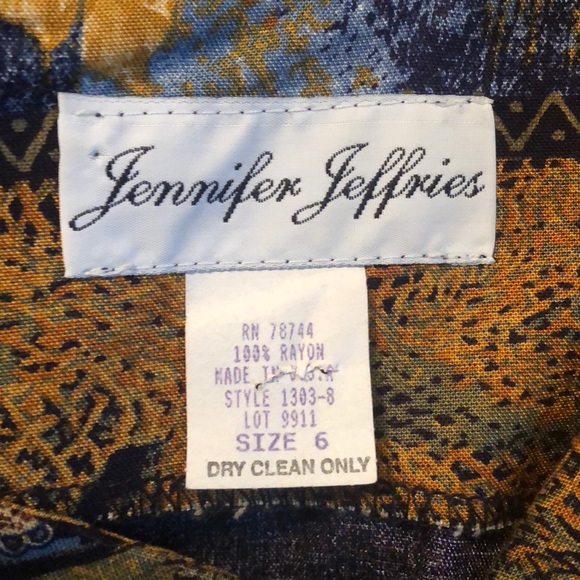 Jennifer Jeffries
RN 78744
100% RAYON
MADE IN U.S.A
STYLE 1303-8
LOT 9911
SIZE 6
DRY CLEAN ONLY